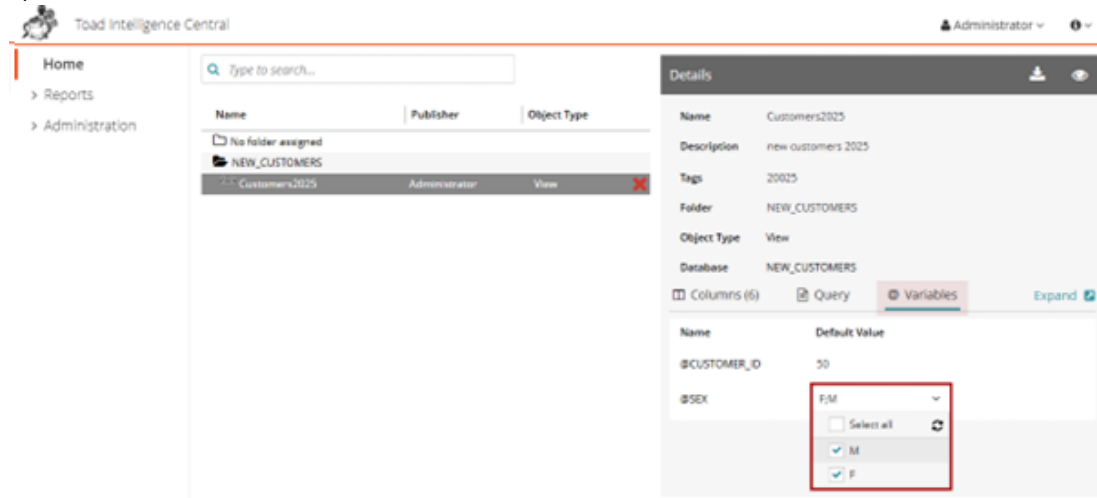 Toad Intelligence Central
Administrator
Home
Reports
Administration
Type to search...
Name Publisher Object Type
No folder assigned
NEW_CUSTOMERS
Customers2025 Administrator View
Details
Name Customers2025
Description new customers 2025
Tags 20025
Folder NEW_CUSTOMERS
Object Type View
Database NEW_CUSTOMERS
Columns (6) Query Variables Expand
Name Default Value
@CUSTOMER_ID 50
@SEX F;M
Select all
M
F